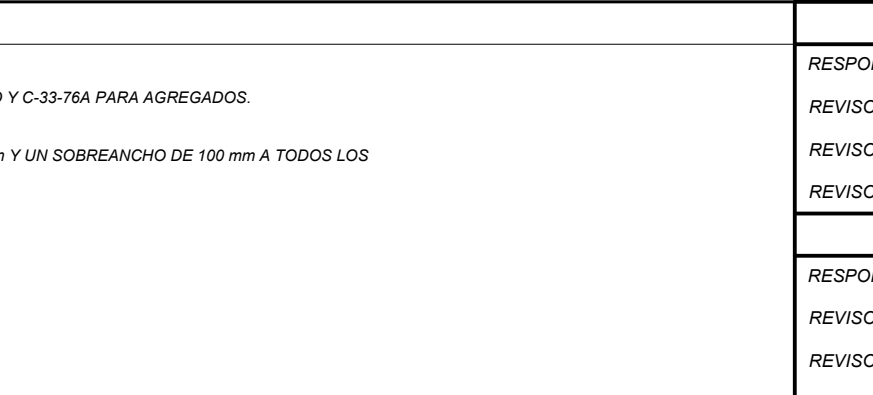 Y C-33-76A PARA AGREGADOS.
Y UN SOBREANCHO DE 100 mm A TODOS LOS
RESPO
REVISO
REVISO
REVISO
RESPO
REVISO
REVISO